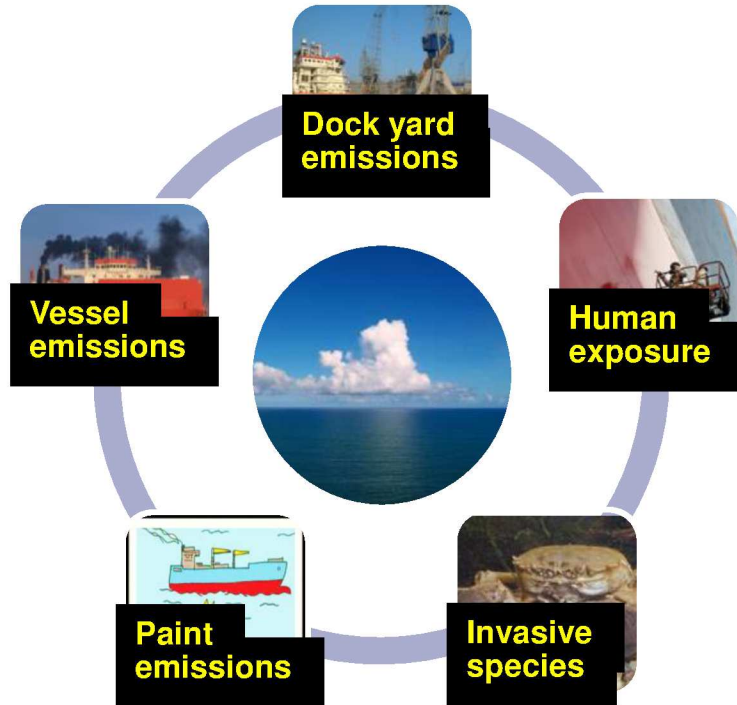 Dock yard
emissions
Human
exposure
Invasive
species
Paint
emissions
Vessel
emissions